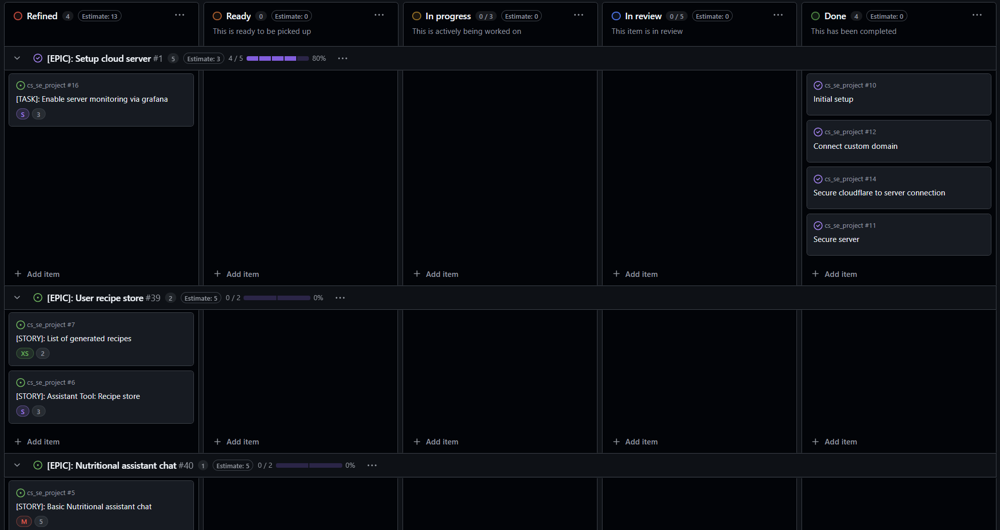 Refined 4 Estimate: 13
Ready 0 Estimate: 0
This is ready to be picked up
In progress 0 / 3 Estimate: 0
This is actively being worked on
In review 0 / 5 Estimate: 0
This item is in review
Done 4 Estimate: 0
This has been completed
[EPIC}: Setup cloud server #1 5 Estimate: 3 4 / 5 80%
cs_se_project #16
[TASK]: Enable server monitoring via grafana
S 3
cs_se_project #10
Initial setup
cs_se_project #12
Connect custom domain
cs_se_project #14
Secure cloudflare to server connection
cs_se_project #11
Secure server
+ Add item
+ Add item
+ Add item
+ Add item
+ Add item
[EPIC]: User recipe store #39 2 Estimate: 5 0 / 2 0%
cs_se_project #7
[STORY]: List of generated recipes
XS 2
cs_se_project #6
[STORY]: Assistant Tool: Recipe store
S 3
+ Add item
+ Add item
+ Add item
+ Add item
+ Add item
[EPIC]: Nutritional assistant chat #40 1 Estimate: 5 0 / 2 0%
cs_se_project #5
[STORY]: Basic Nutritional assistant chat
M 5